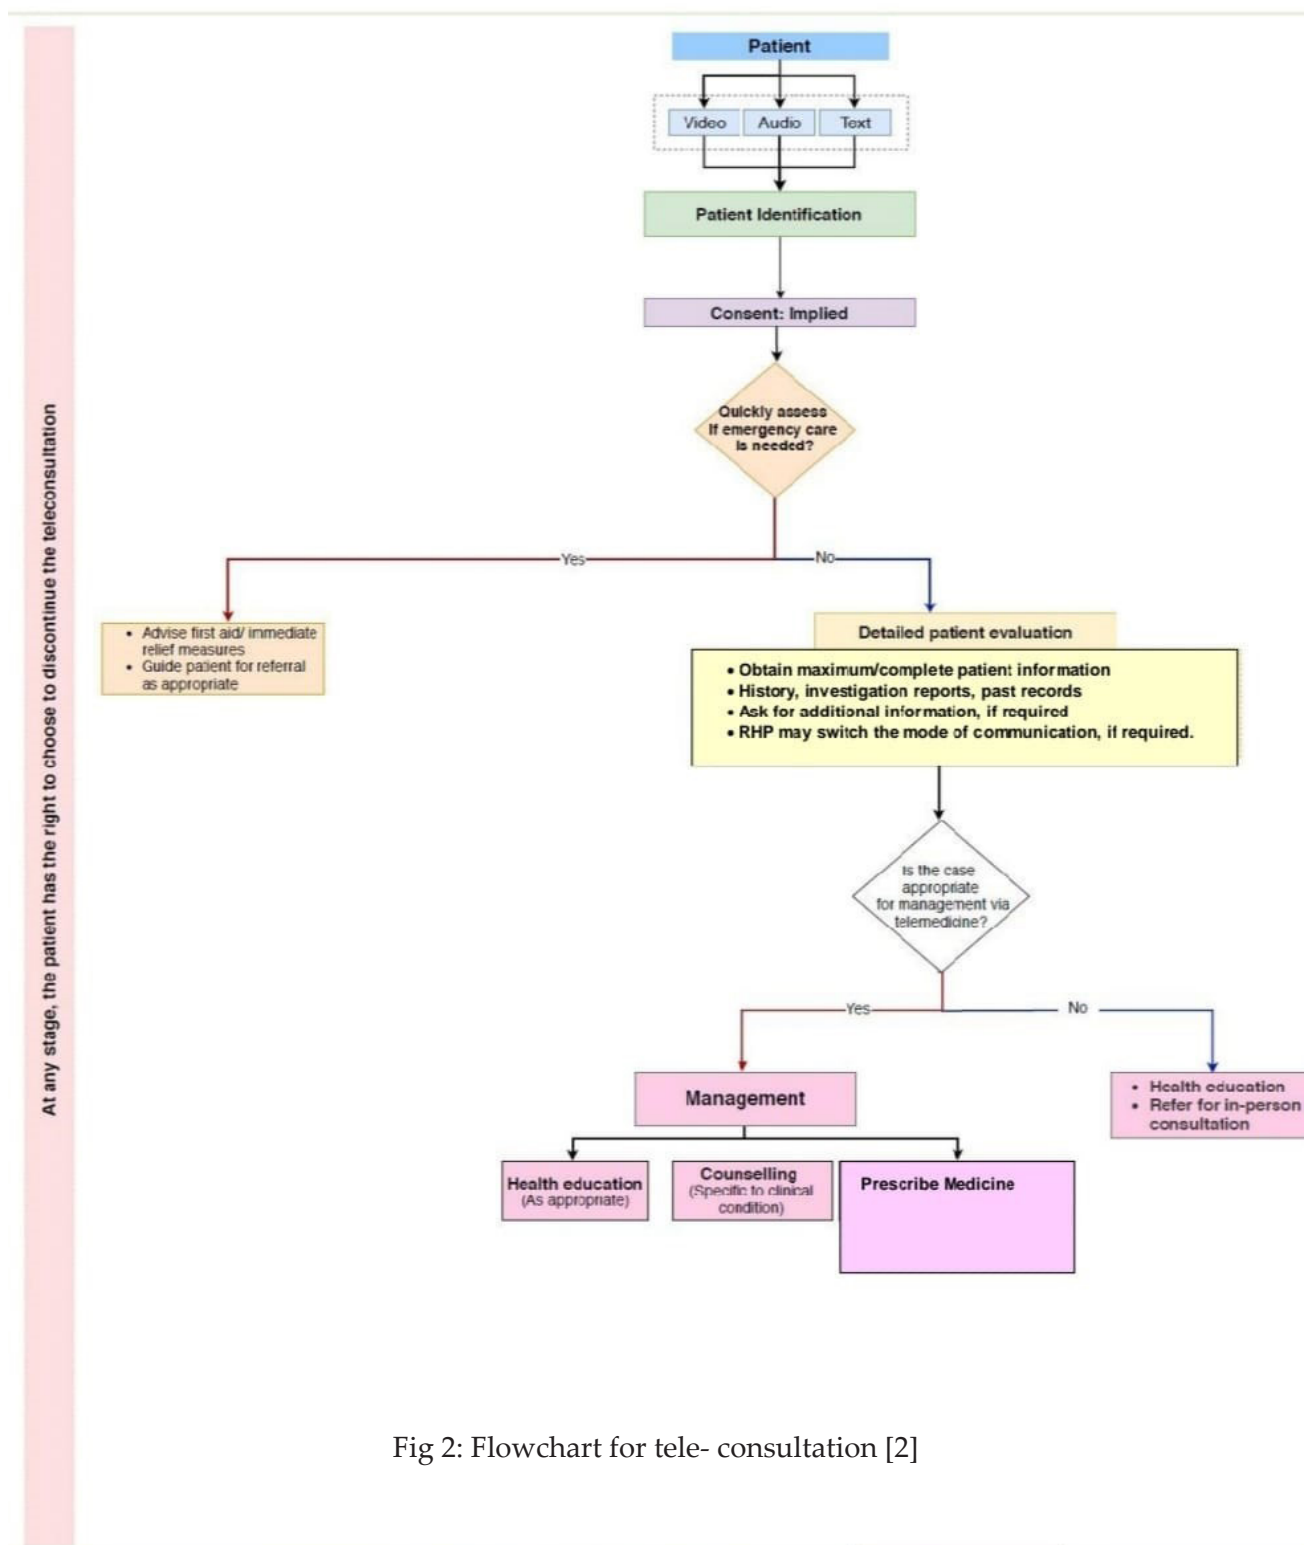 Patient
Video
Audio
Text
Patient Identification
Consent: Implied
Quickly assess
If emergency care
is needed?
Yes
No
• Advise first aid/ immediate
relief measures
• Guide patient for referral
as appropriate
Detailed patient evaluation
• Obtain maximum/complete patient information
• History, investigation reports, past records
• Ask for additional information, if required
• RHP may switch the mode of communication, if required.
Is the case
appropriate
for management via
telemedicine?
Yes
No
Management
• Health education
• Refer for in-person
consultation
Health education
(As appropriate)
Counselling
(Specific to clinical
condition)
Prescribe Medicine
At any stage, the patient has the right to choose to discontinue the teleconsultation
Fig 2: Flowchart for tele- consultation [2]